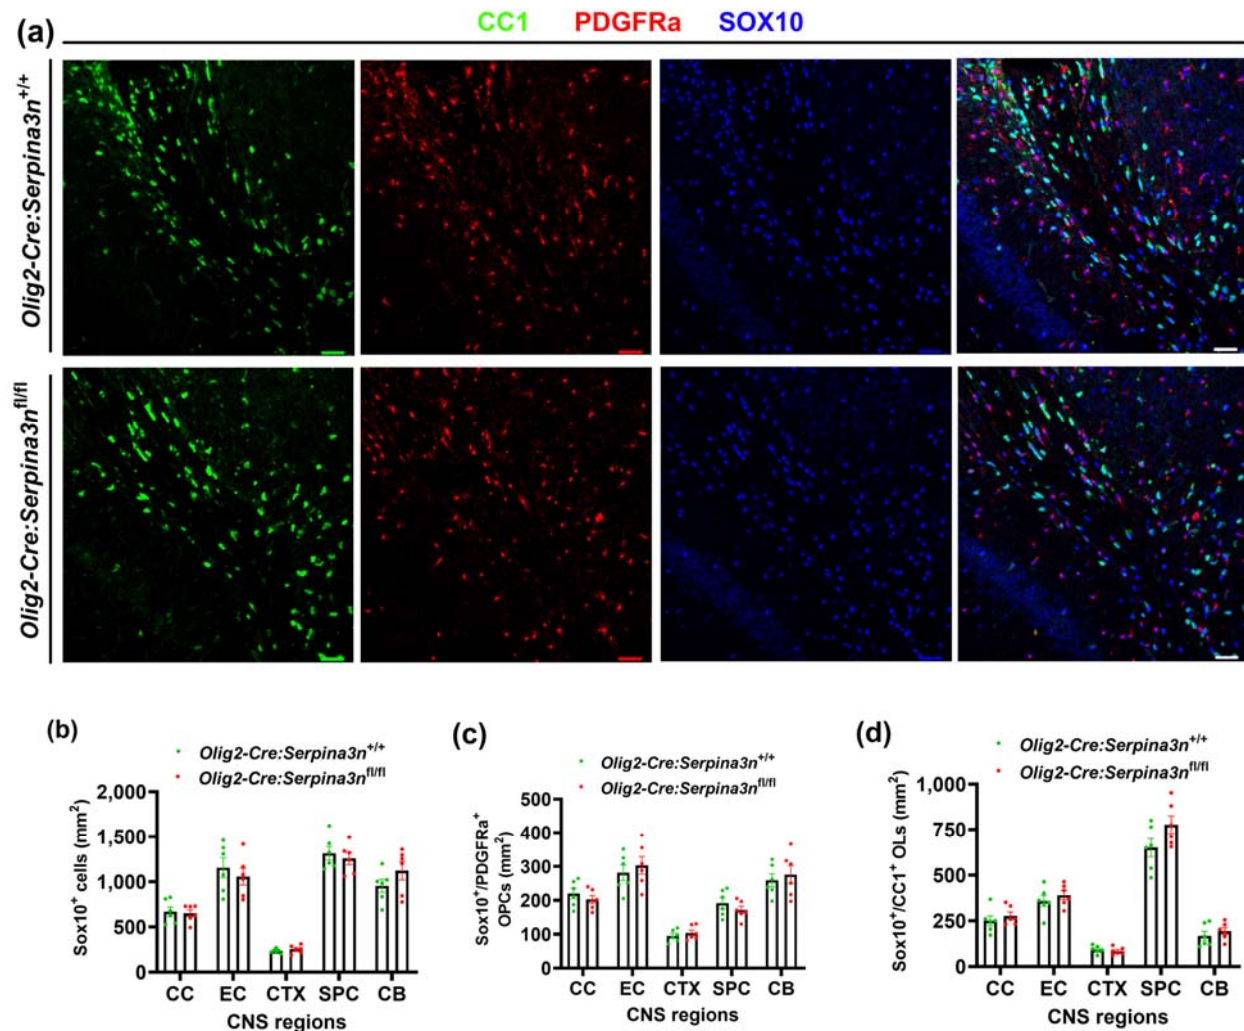 (a)
CC1 PDGFRa SOX10
Olig2-Cre:Serpina3n+/+
Olig2-Cre:Serpina3nfl/fl
(b)
Olig2-Cre:Serpina3n+/+
Olig2-Cre:Serpina3nfl/fl
Sox10+ cells (mm2)
2,000
1,500
1,000
500
0
CC EC CTX SPC CB
CNS regions
(c)
Olig2-Cre:Serpina3n+/+
Olig2-Cre:Serpina3nfl/fl
Sox10+/PDGFRa+
OPCs (mm2)
500
400
300
200
100
0
CC EC CTX SPC CB
CNS regions
(d)
Olig2-Cre:Serpina3n+/+
Olig2-Cre:Serpina3nfl/fl
Sox10+/CC1+ OLs (mm2)
1,000
750
500
250
0
CC EC CTX SPC CB
CNS regions